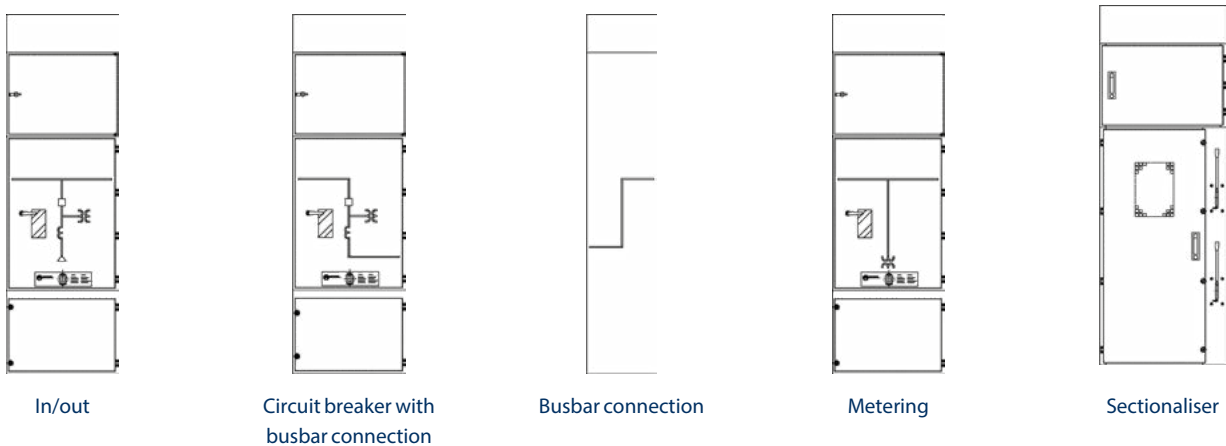 In/out
Circuit breaker with
busbar connection
Busbar connection
Metering
Sectionaliser